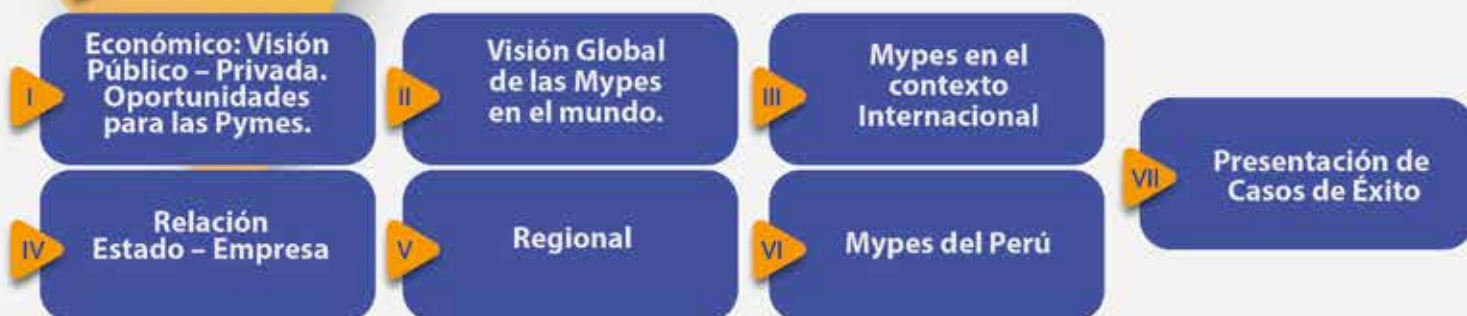 I
Económico: Visión
Público – Privada.
Oportunidades
para las Pymes.
II
Visión Global
de las Mypes
en el mundo.
III
Mypes en el
contexto
Internacional
IV
Relación
Estado – Empresa
V
Regional
VI
Mypes del Perú
VII
Presentación de
Casos de Éxito